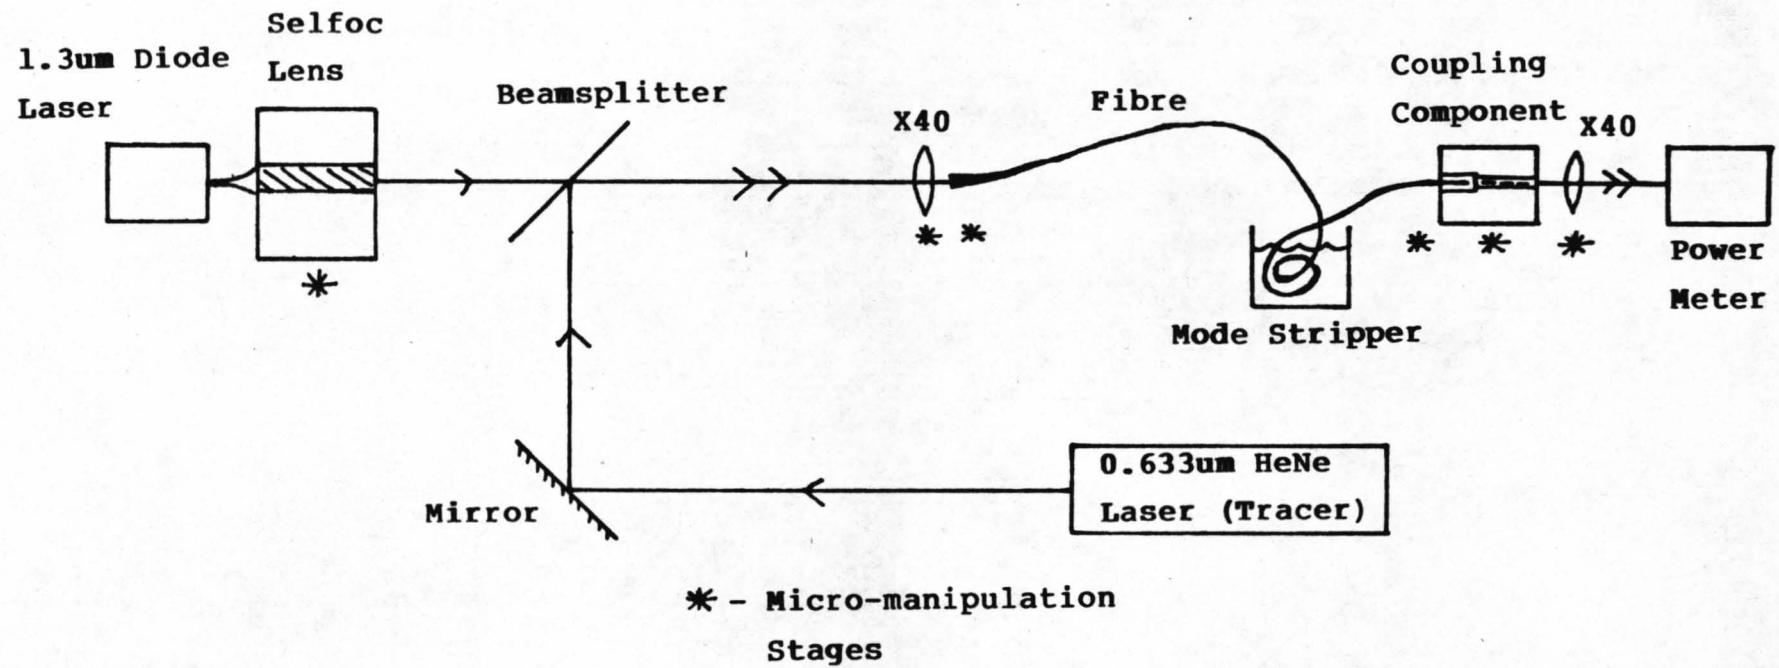 1.3um Diode
Laser
Selfoc
Lens
Beamsplitter
X40
Fibre
Coupling
Component
X40
Power
Meter
Mode Stripper
Mirror
0.633um HeNe
Laser (Tracer)
* - Micro-manipulation
Stages